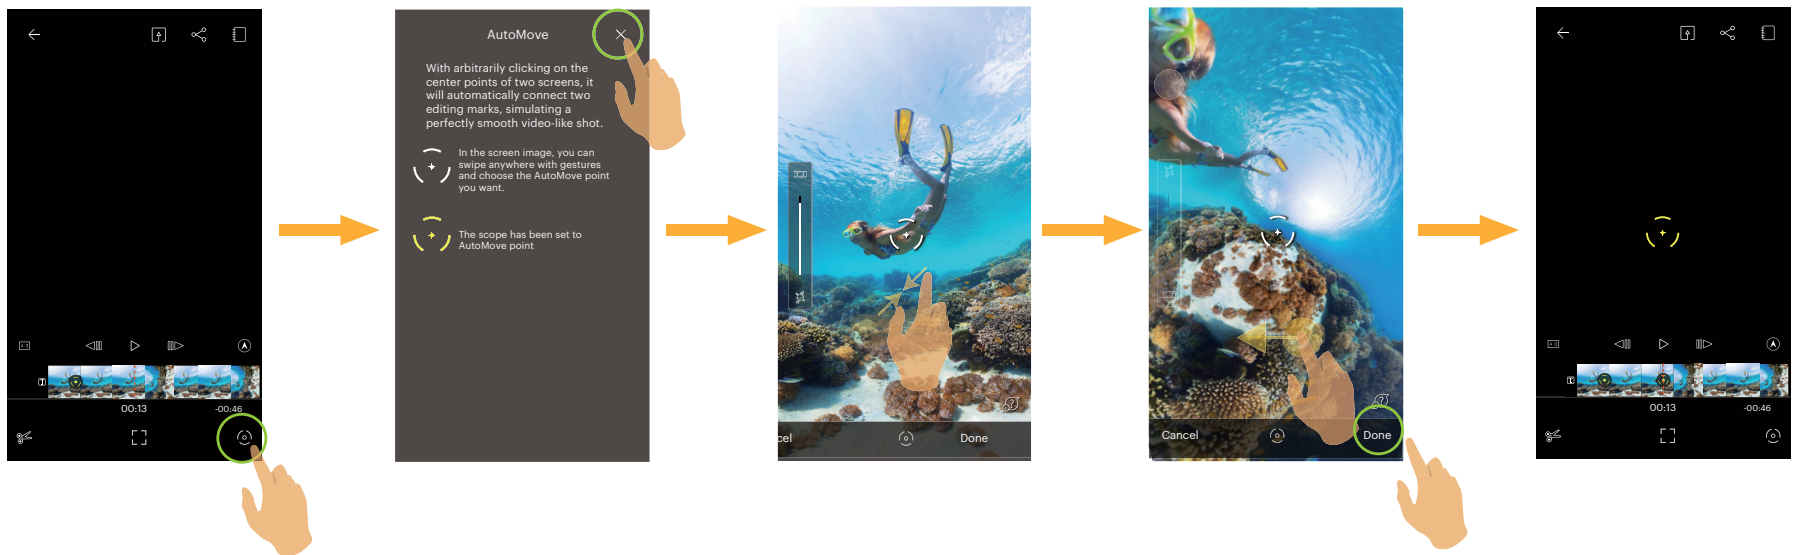 00:13
-00:46
AutoMove
With arbitrarily clicking on the
center points of two screens, it
will automatically connect two
editing marks, simulating a
perfectly smooth video-like shot.
In the screen image, you can
swipe anywhere with gestures
and choose the AutoMove point
you want.
The scope has been set to
AutoMove point
cel
Done
Cancel
Done
00:13
-00:46